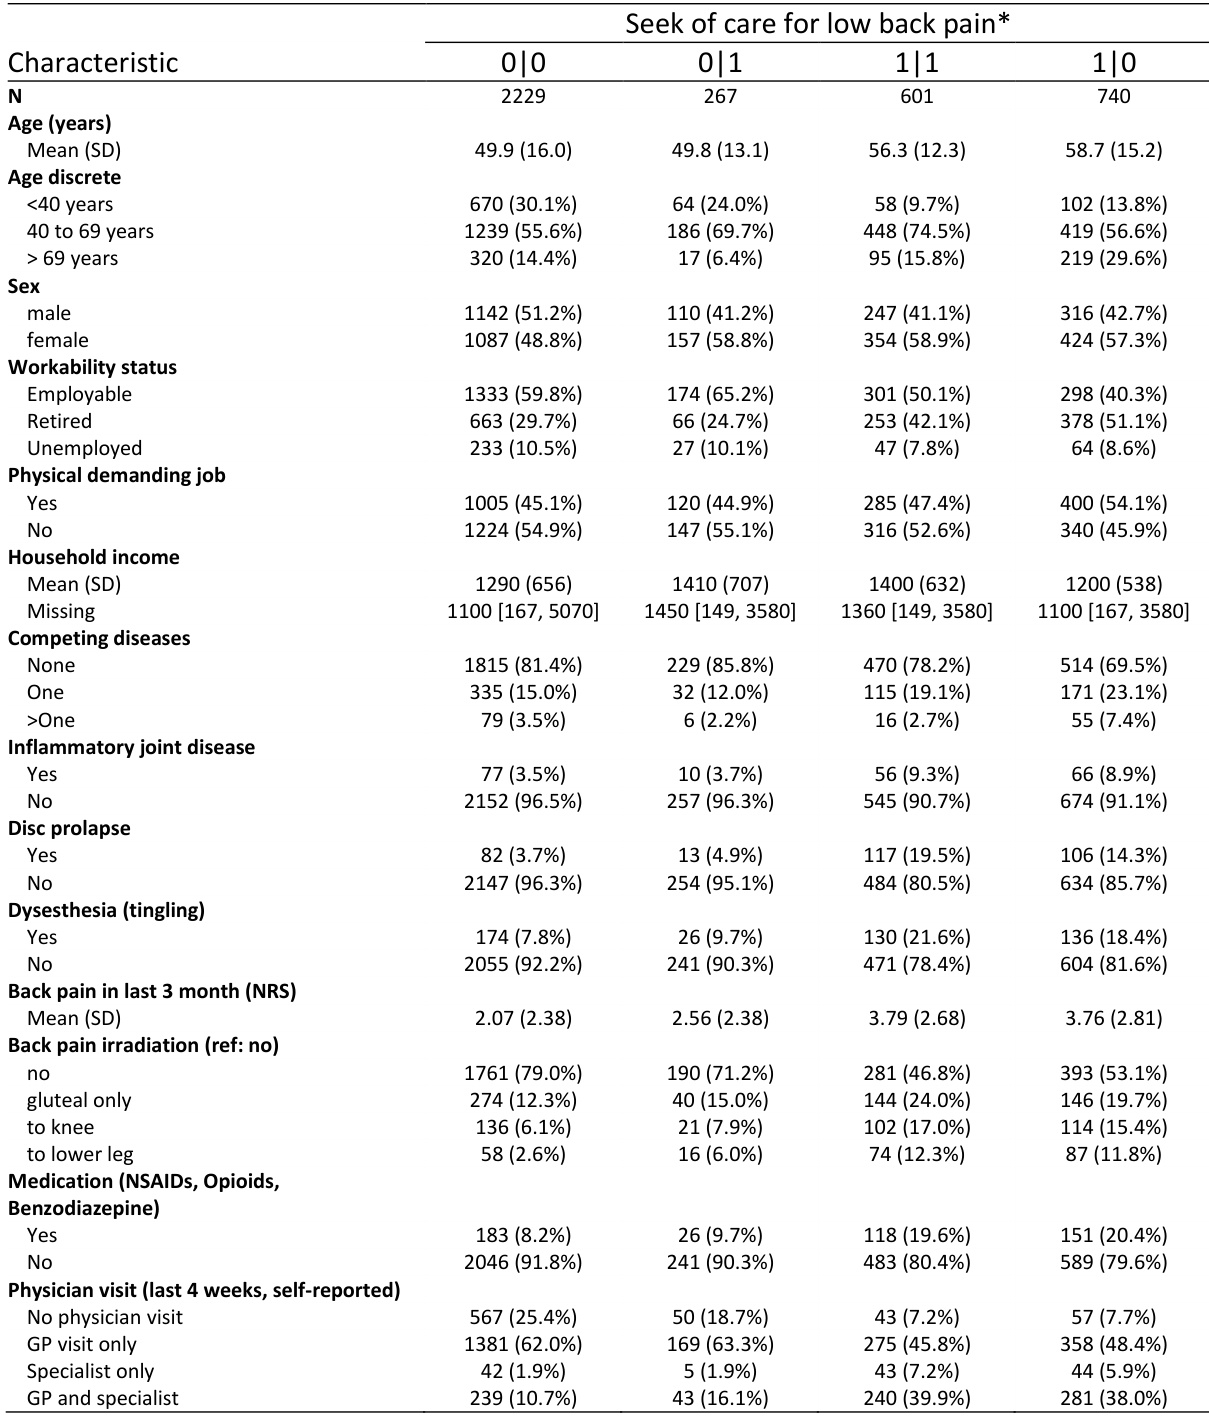 Seek of care for low back pain*
Characteristic 0|0 0|1 1|1 1|0
N 2229 267 601 740
Age (years)
Mean (SD) 49.9 (16.0) 49.8 (13.1) 56.3 (12.3) 58.7 (15.2)
Age discrete
<40 years 670 (30.1%) 64 (24.0%) 58 (9.7%) 102 (13.8%)
40 to 69 years 1239 (55.6%) 186 (69.7%) 448 (74.5%) 419 (56.6%)
> 69 years 320 (14.4%) 17 (6.4%) 95 (15.8%) 219 (29.6%)
Sex
male 1142 (51.2%) 110 (41.2%) 247 (41.1%) 316 (42.7%)
female 1087 (48.8%) 157 (58.8%) 354 (58.9%) 424 (57.3%)
Workability status
Employable 1333 (59.8%) 174 (65.2%) 301 (50.1%) 298 (40.3%)
Retired 663 (29.7%) 66 (24.7%) 253 (42.1%) 378 (51.1%)
Unemployed 233 (10.5%) 27 (10.1%) 47 (7.8%) 64 (8.6%)
Physical demanding job
Yes 1005 (45.1%) 120 (44.9%) 285 (47.4%) 400 (54.1%)
No 1224 (54.9%) 147 (55.1%) 316 (52.6%) 340 (45.9%)
Household income
Mean (SD) 1290 (656) 1410 (707) 1400 (632) 1200 (538)
Missing 1100 [167, 5070] 1450 [149, 3580] 1360 [149, 3580] 1100 [167, 3580]
Competing diseases
None 1815 (81.4%) 229 (85.8%) 470 (78.2%) 514 (69.5%)
One 335 (15.0%) 32 (12.0%) 115 (19.1%) 171 (23.1%)
>One 79 (3.5%) 6 (2.2%) 16 (2.7%) 55 (7.4%)
Inflammatory joint disease
Yes 77 (3.5%) 10 (3.7%) 56 (9.3%) 66 (8.9%)
No 2152 (96.5%) 257 (96.3%) 545 (90.7%) 674 (91.1%)
Disc prolapse
Yes 82 (3.7%) 13 (4.9%) 117 (19.5%) 106 (14.3%)
No 2147 (96.3%) 254 (95.1%) 484 (80.5%) 634 (85.7%)
Dysesthesia (tingling)
Yes 174 (7.8%) 26 (9.7%) 130 (21.6%) 136 (18.4%)
No 2055 (92.2%) 241 (90.3%) 471 (78.4%) 604 (81.6%)
Back pain in last 3 month (NRS)
Mean (SD) 2.07 (2.38) 2.56 (2.38) 3.79 (2.68) 3.76 (2.81)
Back pain irradiation (ref: no)
no 1761 (79.0%) 190 (71.2%) 281 (46.8%) 393 (53.1%)
gluteal only 274 (12.3%) 40 (15.0%) 144 (24.0%) 146 (19.7%)
to knee 136 (6.1%) 21 (7.9%) 102 (17.0%) 114 (15.4%)
to lower leg 58 (2.6%) 16 (6.0%) 74 (12.3%) 87 (11.8%)
Medication (NSAIDs, Opioids,
Benzodiazepine)
Yes 183 (8.2%) 26 (9.7%) 118 (19.6%) 151 (20.4%)
No 2046 (91.8%) 241 (90.3%) 483 (80.4%) 589 (79.6%)
Physician visit (last 4 weeks, self-reported)
No physician visit 567 (25.4%) 50 (18.7%) 43 (7.2%) 57 (7.7%)
GP visit only 1381 (62.0%) 169 (63.3%) 275 (45.8%) 358 (48.4%)
Specialist only 42 (1.9%) 5 (1.9%) 43 (7.2%) 44 (5.9%)
GP and specialist 239 (10.7%) 43 (16.1%) 240 (39.9%) 281 (38.0%)